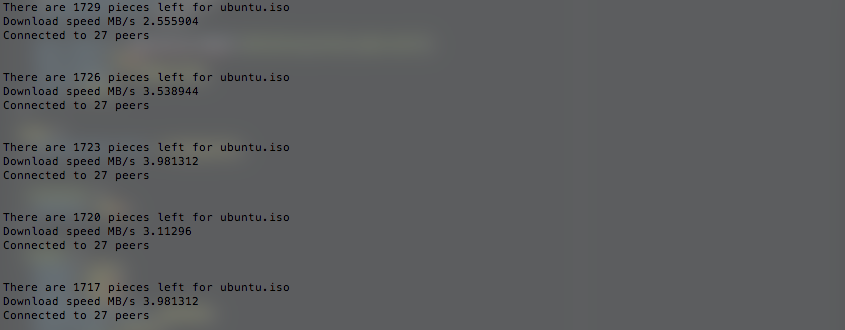 There are 1729 pieces left for ubuntu.iso
Download speed MB/s 2.555904
Connected to 27 peers
There are 1726 pieces left for ubuntu.iso
Download speed MB/s 3.538944
Connected to 27 peers
There are 1723 pieces left for ubuntu.iso
Download speed MB/s 3.981312
Connected to 27 peers
There are 1720 pieces left for ubuntu.iso
Download speed MB/s 3.11296
Connected to 27 peers
There are 1717 pieces left for ubuntu.iso
Download speed MB/s 3.981312
Connected to 27 peers